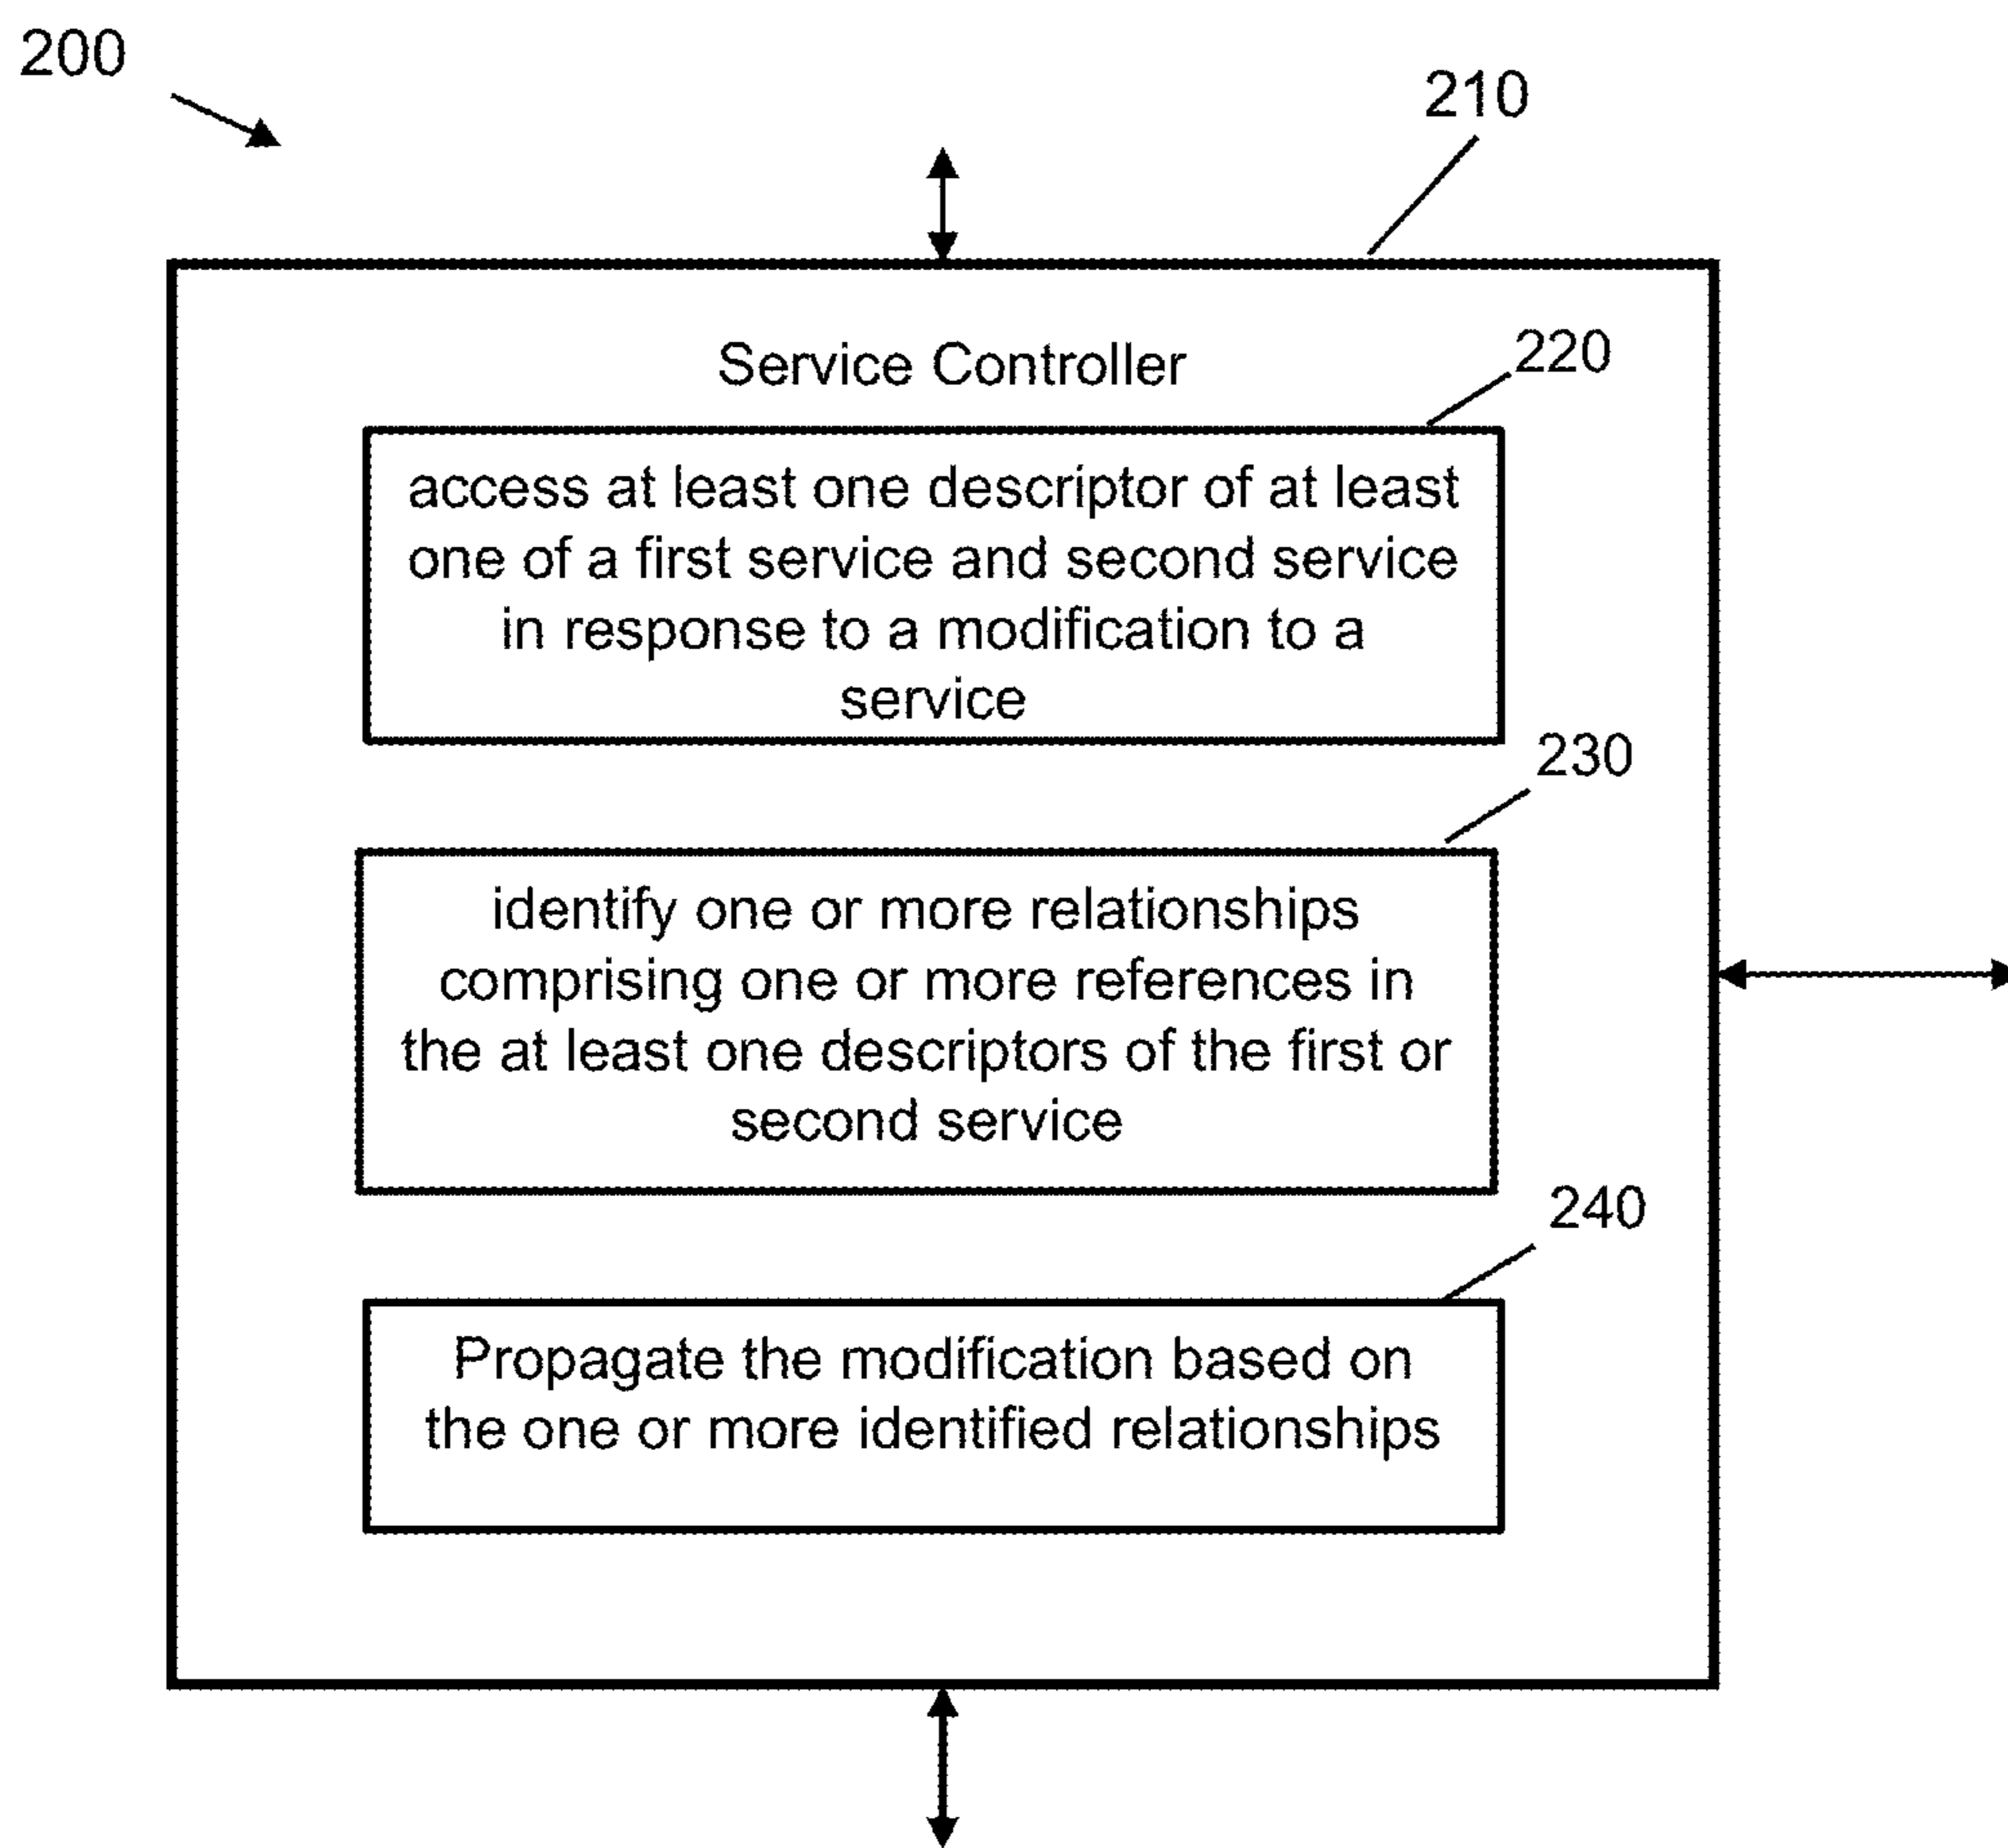 200
210
Service Controller
220
access at least one descriptor of at least
one of a first service and second service
in response to a modification to a
service
230
identify one or more relationships
comprising one or more references in
the at least one descriptors of the first or
second service
240
Propagate the modification based on
the one or more identified relationships